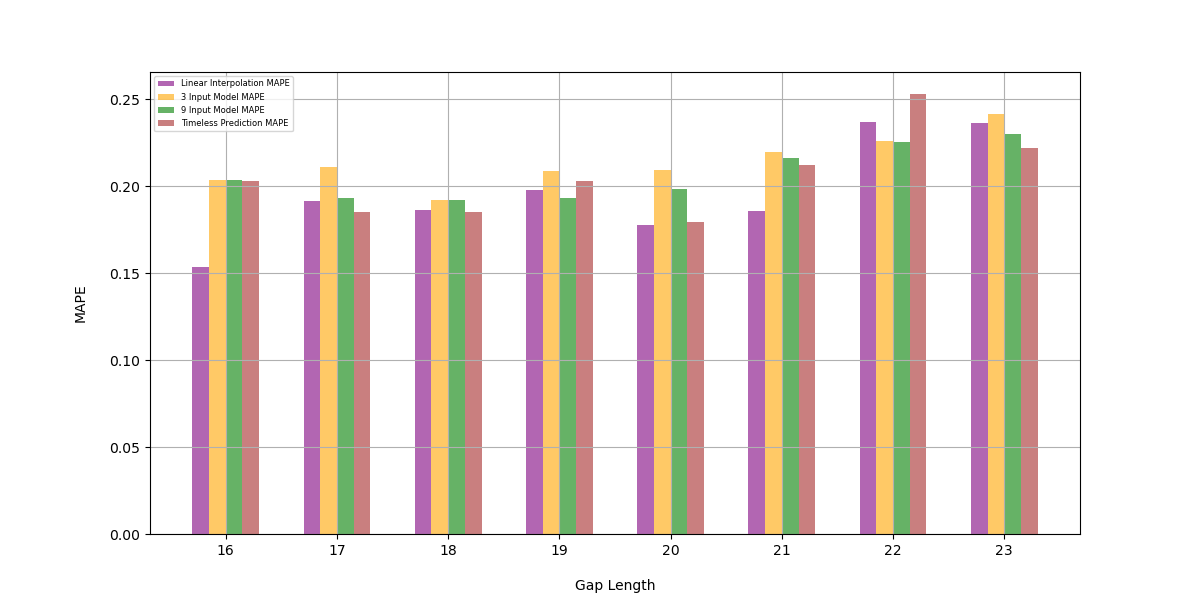 Linear Interpolation MAPE
3 Input Model MAPE
9 Input Model MAPE
Timeless Prediction MAPE
0.25
0.20
0.15
0.10
0.05
0.00
MAPE
16 17 18 19 20 21 22 23
Gap Length